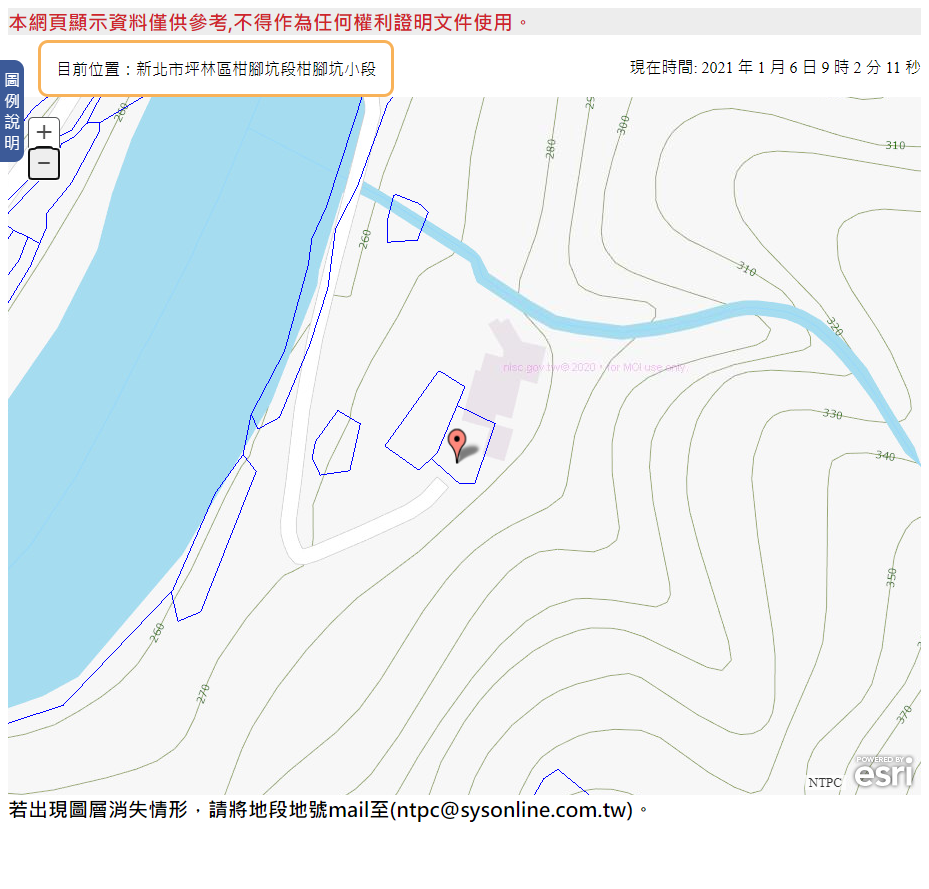 本網頁顯示資料僅供參考,不得作為任何權利證明文件使用。
目前位置：新北市坪林區柑腳坑段柑腳坑小段
現在時間: 2021 年 1 月 6 日 9 時 2 分 11 秒
圖例說明
+
−
260
280
300
310
260
310
320
nlsc.gov.tw© 2020，for MOI use only.
330
340
350
260
270
370
POWERED BY
esri
NTPC
若出現圖層消失情形，請將地段地號mail至(ntpc@sysonline.com.tw)。